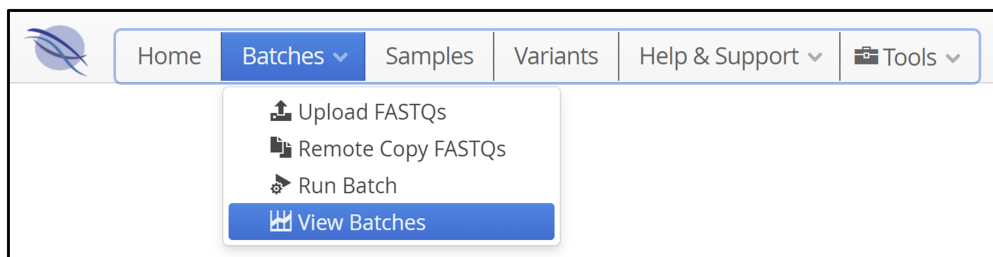 Home Batches Samples Variants Help & Support Tools
Upload FASTQs
Remote Copy FASTQs
Run Batch
View Batches